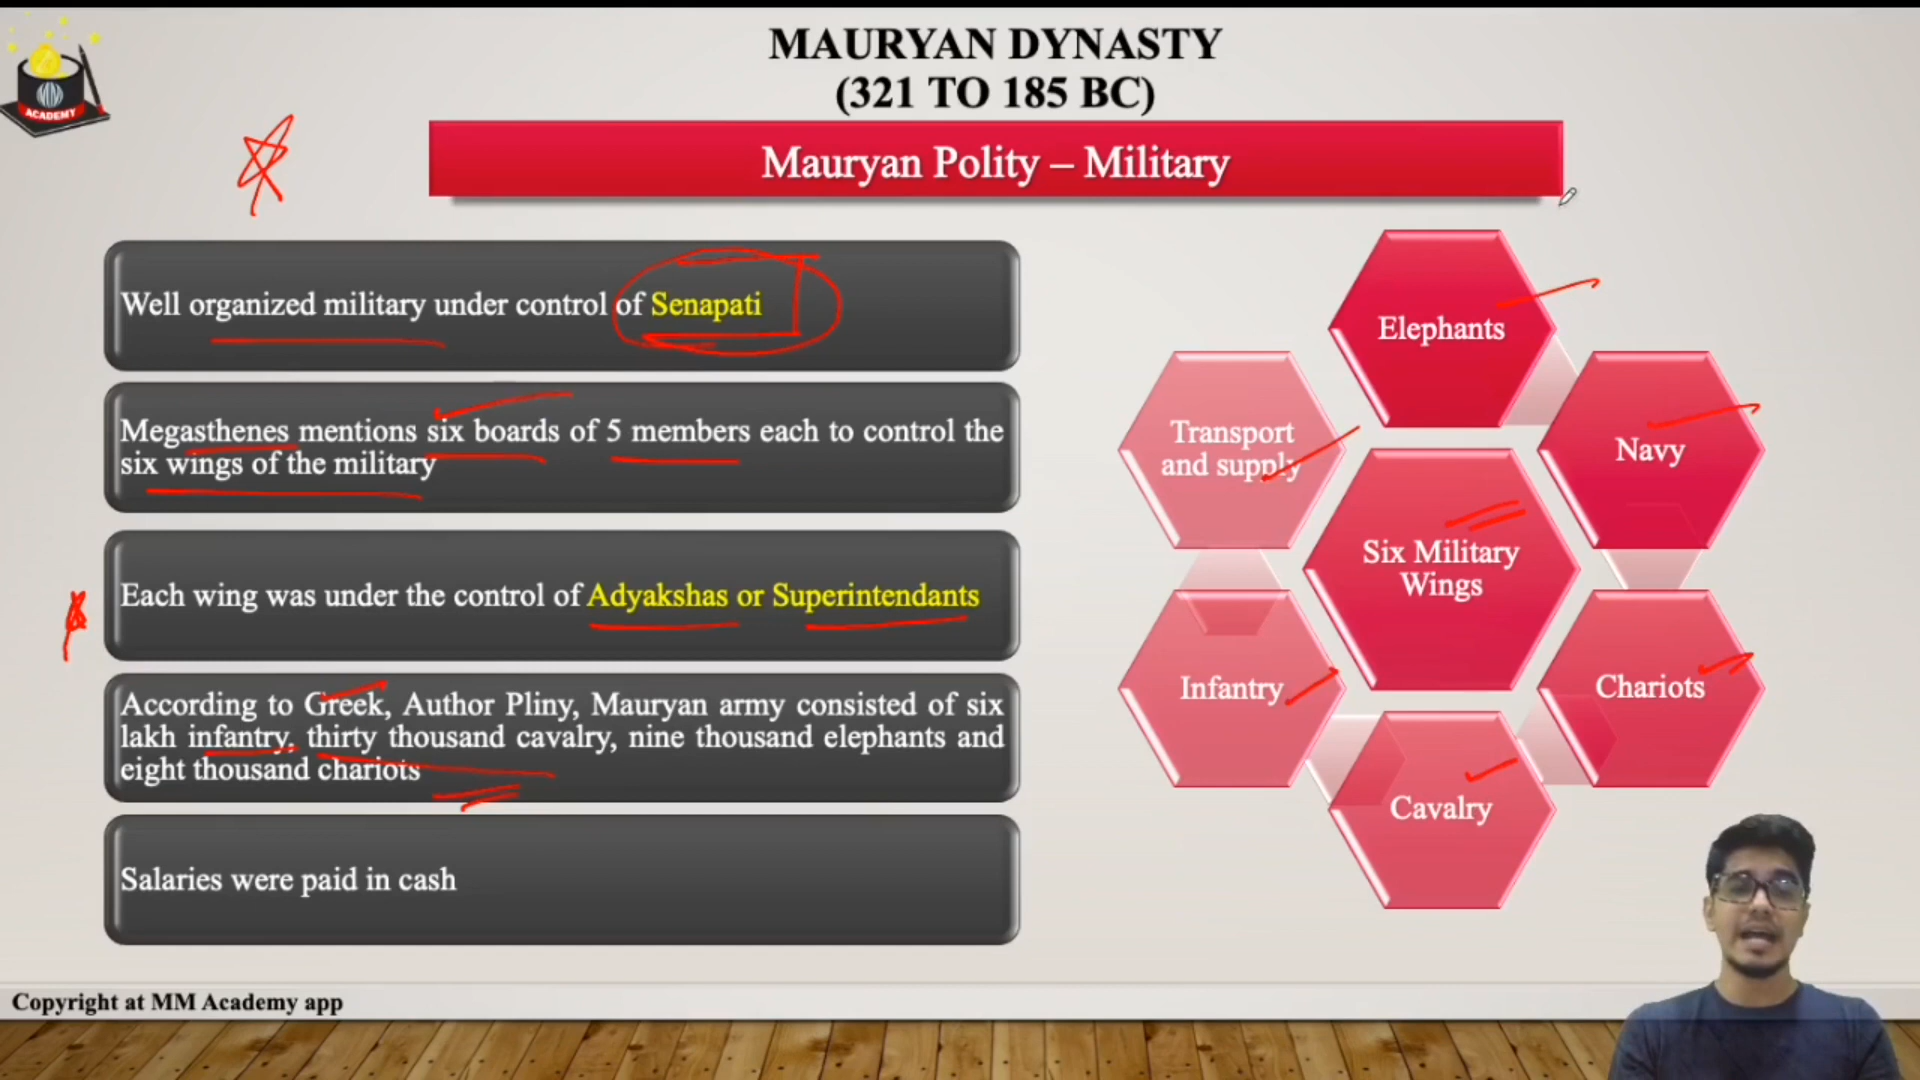 MAURYAN DYNASTY
(321 TO 185 BC)
ACADEMY
Mauryan Polity – Military
Well organized military under control of Senapati
Megasthenes mentions six boards of 5 members each to control the
six wings of the military
Each wing was under the control of Adyakshas or Superintendants
According to Greek, Author Pliny, Mauryan army consisted of six
lakh infantry, thirty thousand cavalry, nine thousand elephants and
eight thousand chariots
Salaries were paid in cash
Elephants
Transport
and supply
Navy
Six Military
Wings
Infantry
Chariots
Cavalry
Copyright at MM Academy app